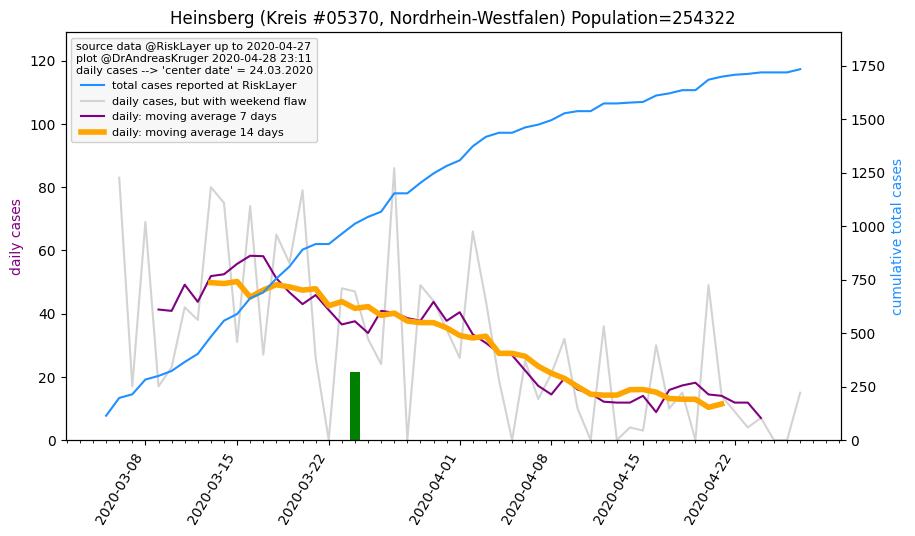 Heinsberg (Kreis #05370, Nordrhein-Westfalen) Population=254322
source data @RiskLayer up to 2020-04-27
plot @DrAndreasKruger 2020-04-28 23:11
daily cases --> 'center date' = 24.03.2020
total cases reported at RiskLayer
daily cases, but with weekend flaw
daily: moving average 7 days
daily: moving average 14 days
daily cases
120
100
80
60
40
20
0
cumulative total cases
1750
1500
1250
1000
750
500
250
0
2020-03-08
2020-03-15
2020-03-22
2020-04-01
2020-04-08
2020-04-15
2020-04-22